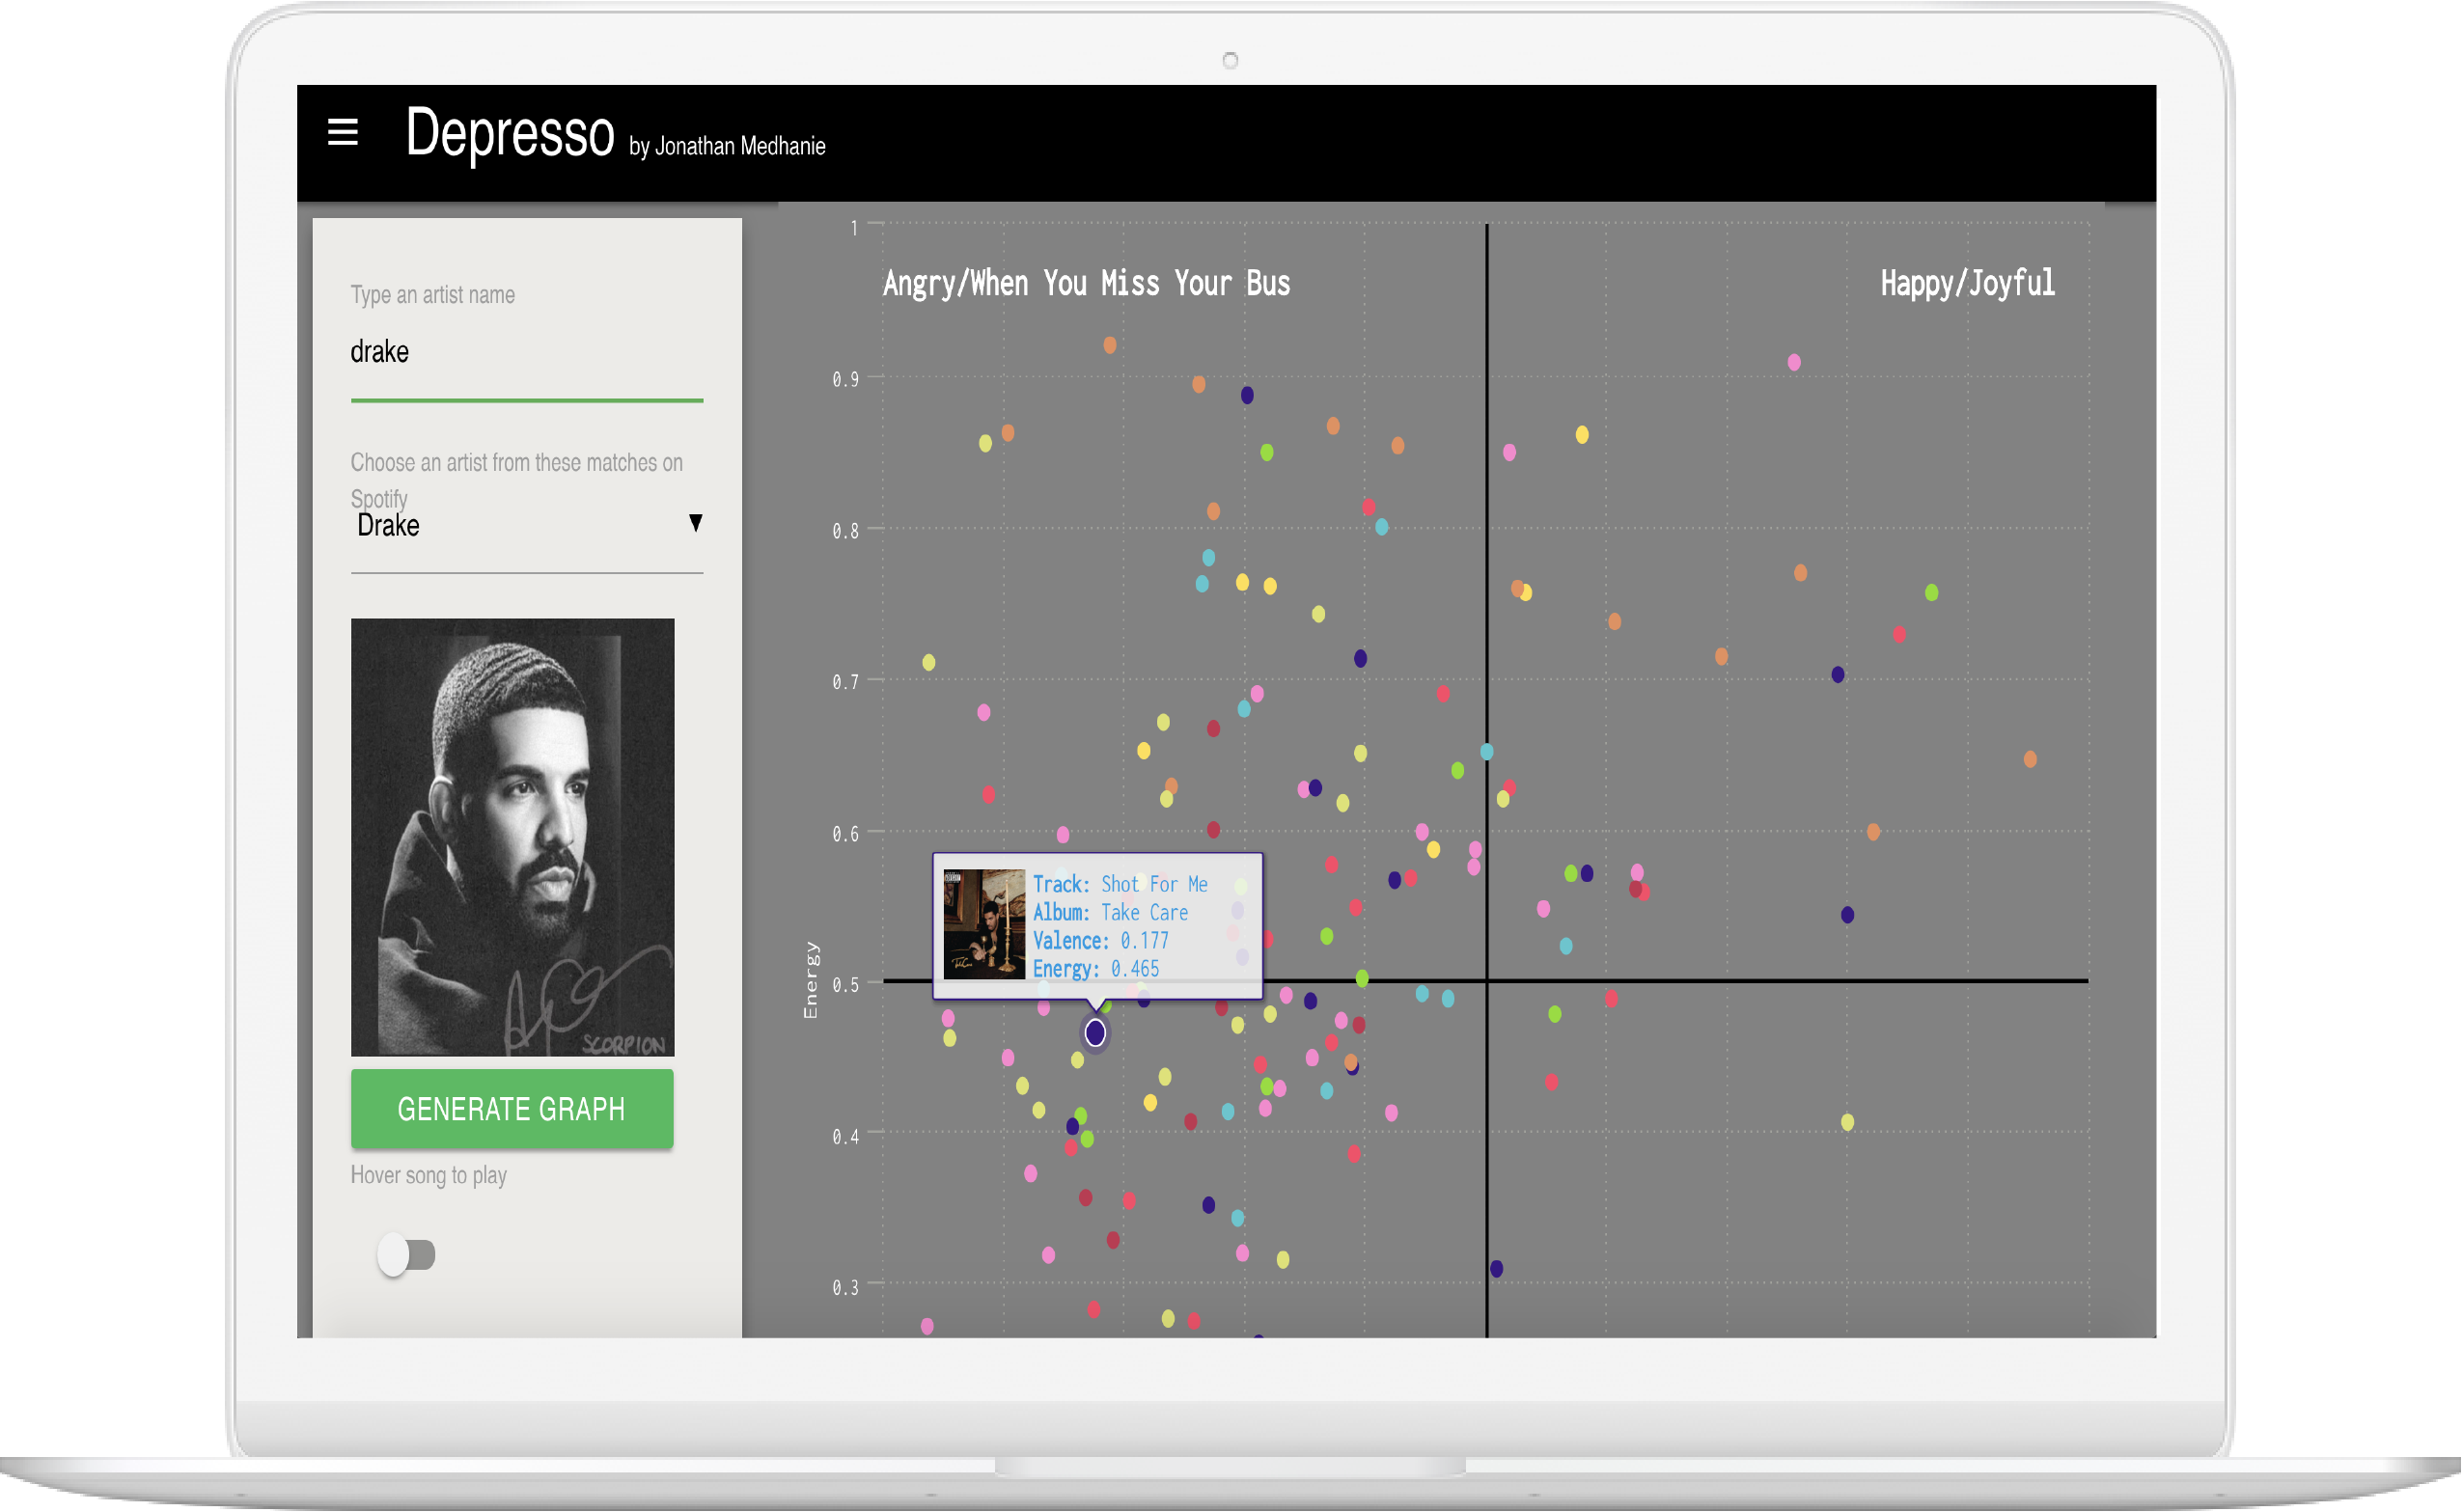 Depresso by Jonathan Medhanie
Type an artist name
drake
Choose an artist from these matches on
Spotify
Drake
SCORPION
GENERATE GRAPH
Hover song to play
Angry/When You Miss Your Bus
Happy/Joyful
1
0.9
0.8
0.7
0.6
0.5
0.4
0.3
Energy
Track: Shot For Me
Album: Take Care
Valence: 0.177
Energy: 0.465